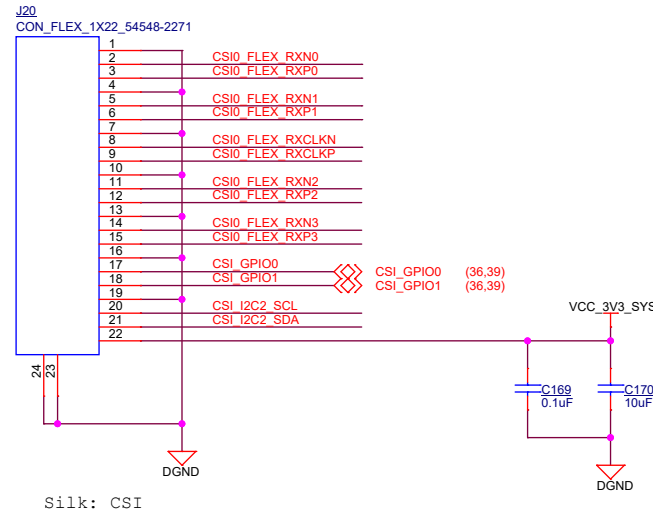 J20
CON_FLEX_1X22_54548-2271
1
2 CSI0_FLEX_RXN0
3 CSI0_FLEX_RXP0
4
5 CSI0_FLEX_RXN1
6 CSI0_FLEX_RXP1
7
8 CSI0_FLEX_RXCLKN
9 CSI0_FLEX_RXCLKP
10
11 CSI0_FLEX_RXN2
12 CSI0_FLEX_RXP2
13
14 CSI0_FLEX_RXN3
15 CSI0_FLEX_RXP3
16
17 CSI_GPIO0 CSI_GPIO0 (36,39)
18 CSI_GPIO1 CSI_GPIO1 (36,39)
19
20 CSI_I2C2_SCL
21 CSI_I2C2_SDA
22
VCC_3V3_SYS
24 23
C169 C170
0.1uF 10uF
DGND
DGND
Silk: CSI